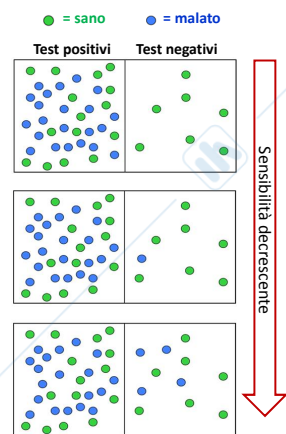 = sano = malato
Test positivi Test negativi
Sensibilità decrescente